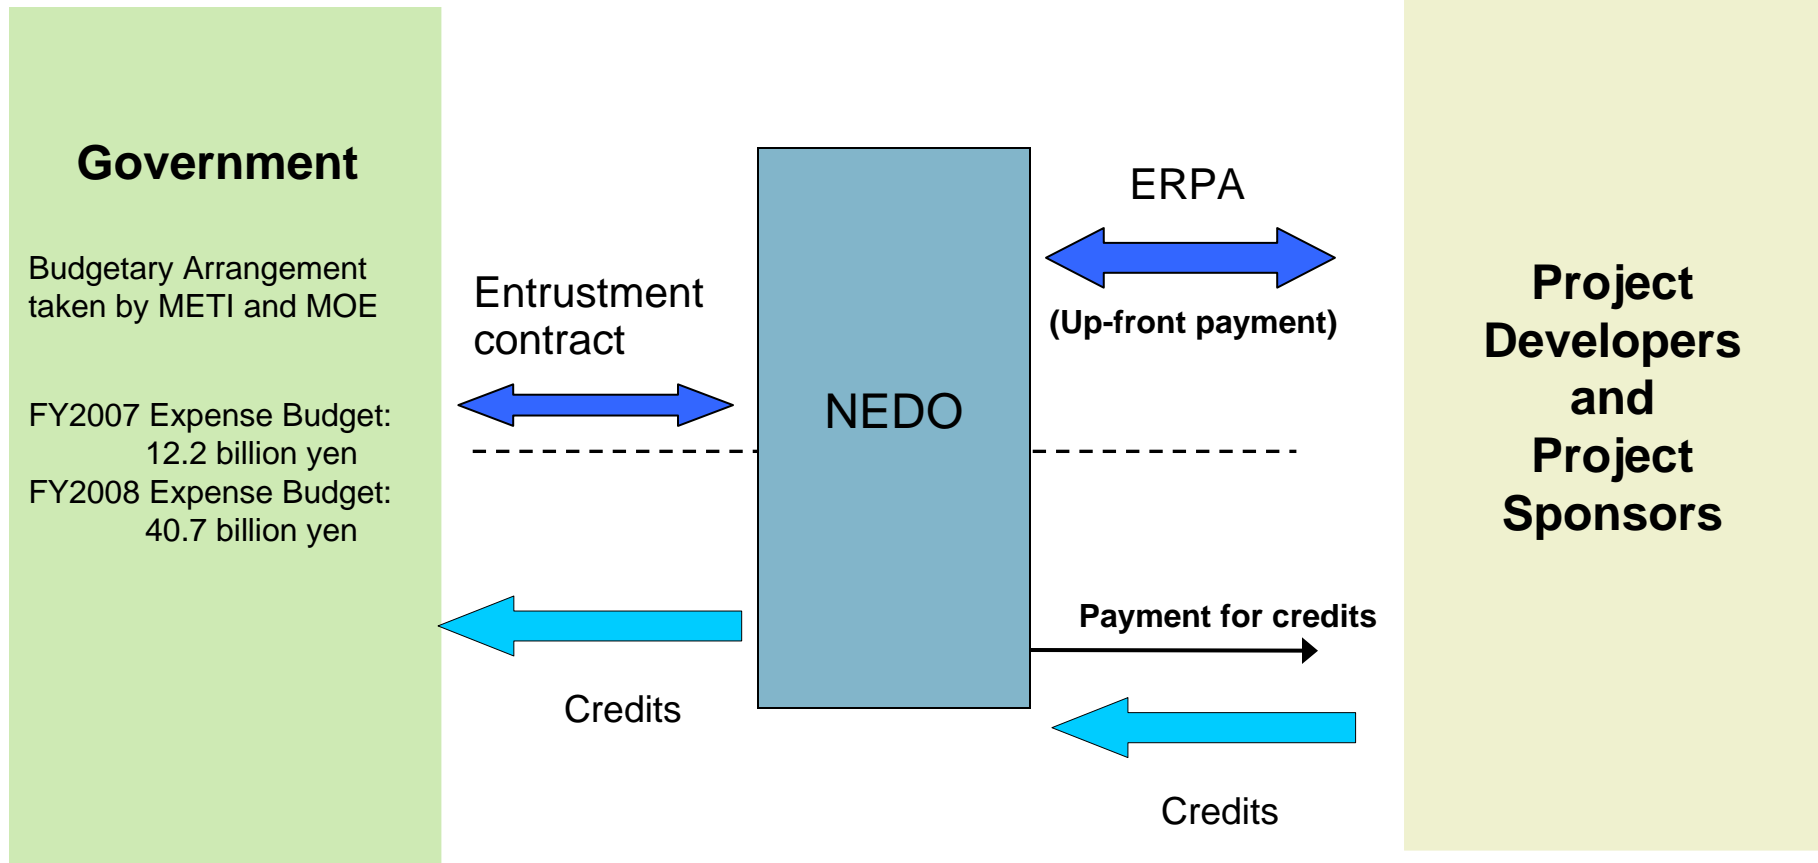 Government
Budgetary Arrangement
taken by METI and MOE
FY2007 Expense Budget:
12.2 billion yen
FY2008 Expense Budget:
40.7 billion yen
Entrustment
contract
Credits
NEDO
ERPA
(Up-front payment)
Payment for credits
Credits
Project
Developers
and
Project
Sponsors